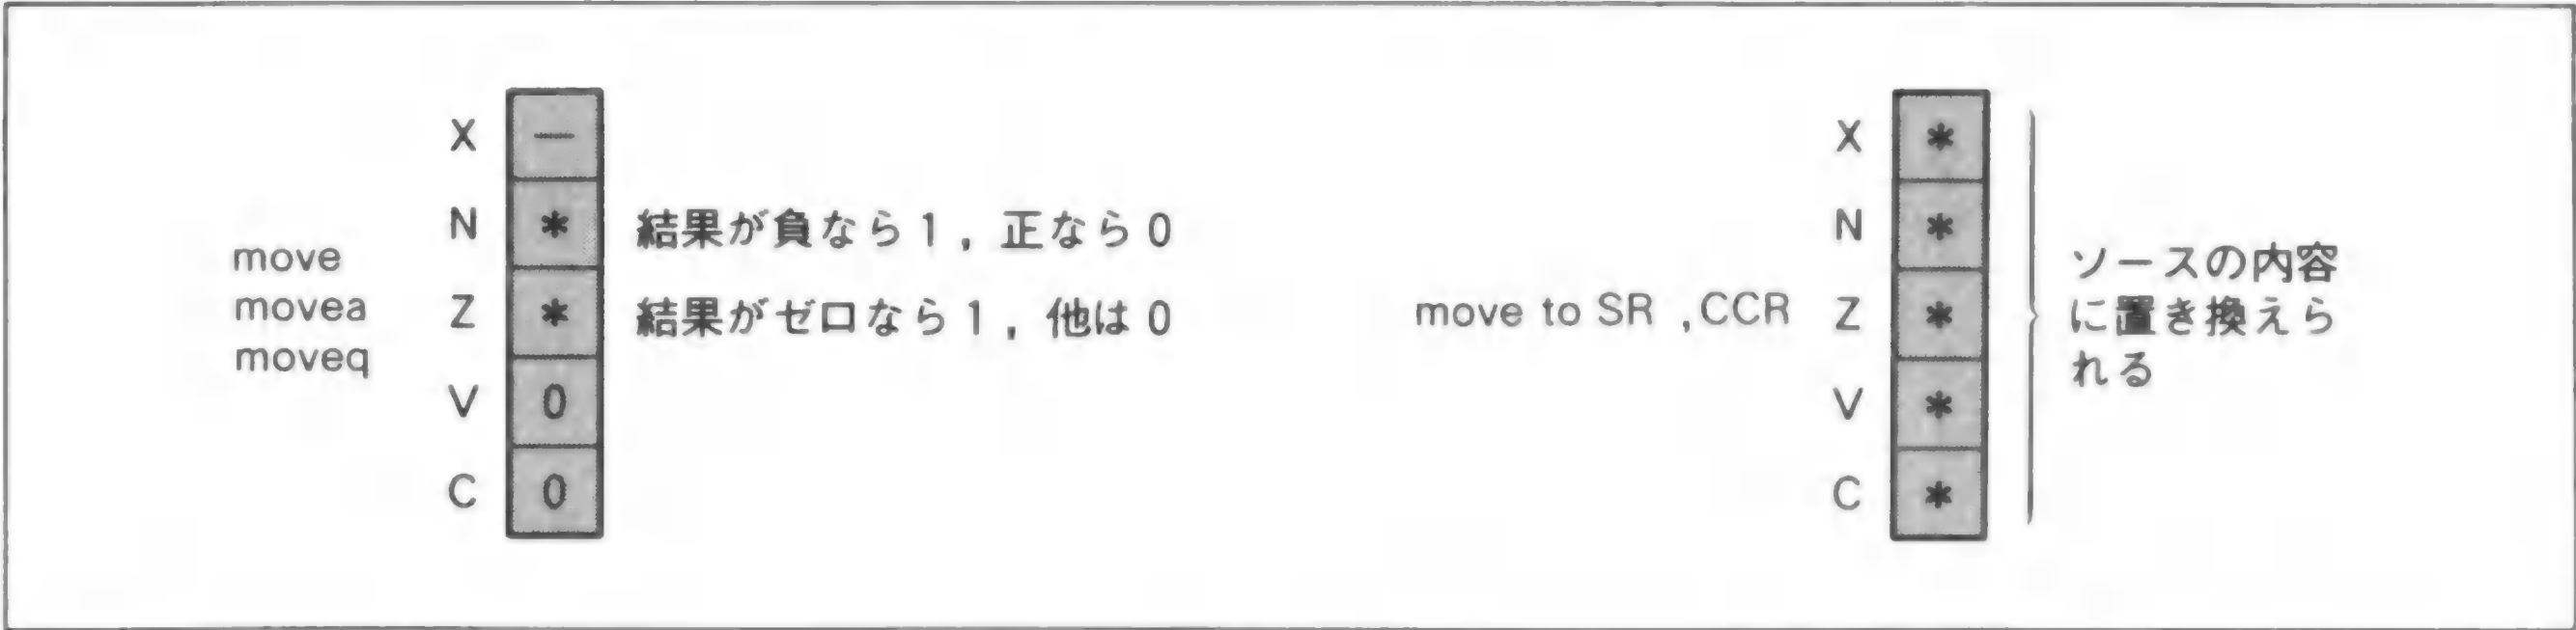 X —
N * 結果が負なら1，正なら0
move
movea
moveq
Z * 結果がゼロなら1，他は0
V 0
C 0
X *
N *
move to SR ,CCR Z *
V *
C *
ソースの内容
に置き換えら
れる